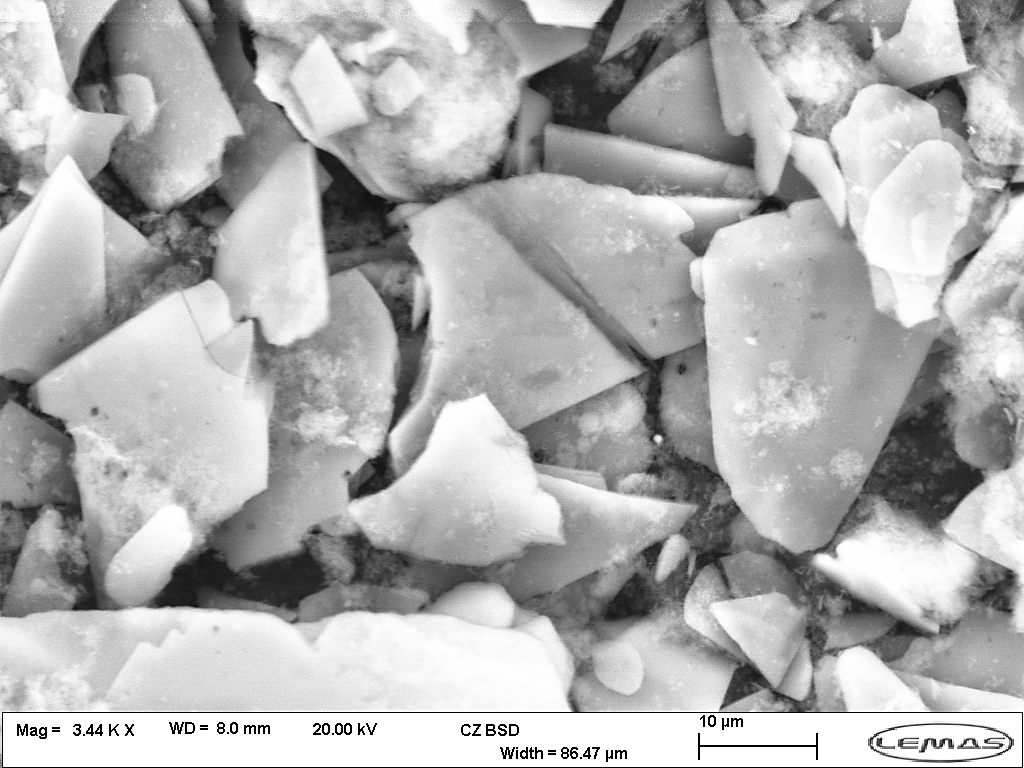 Mag = 3.44 K X WD = 8.0 mm 20.00 kV CZ BSD 10 µm
Width = 86.47 µm
LEMAS